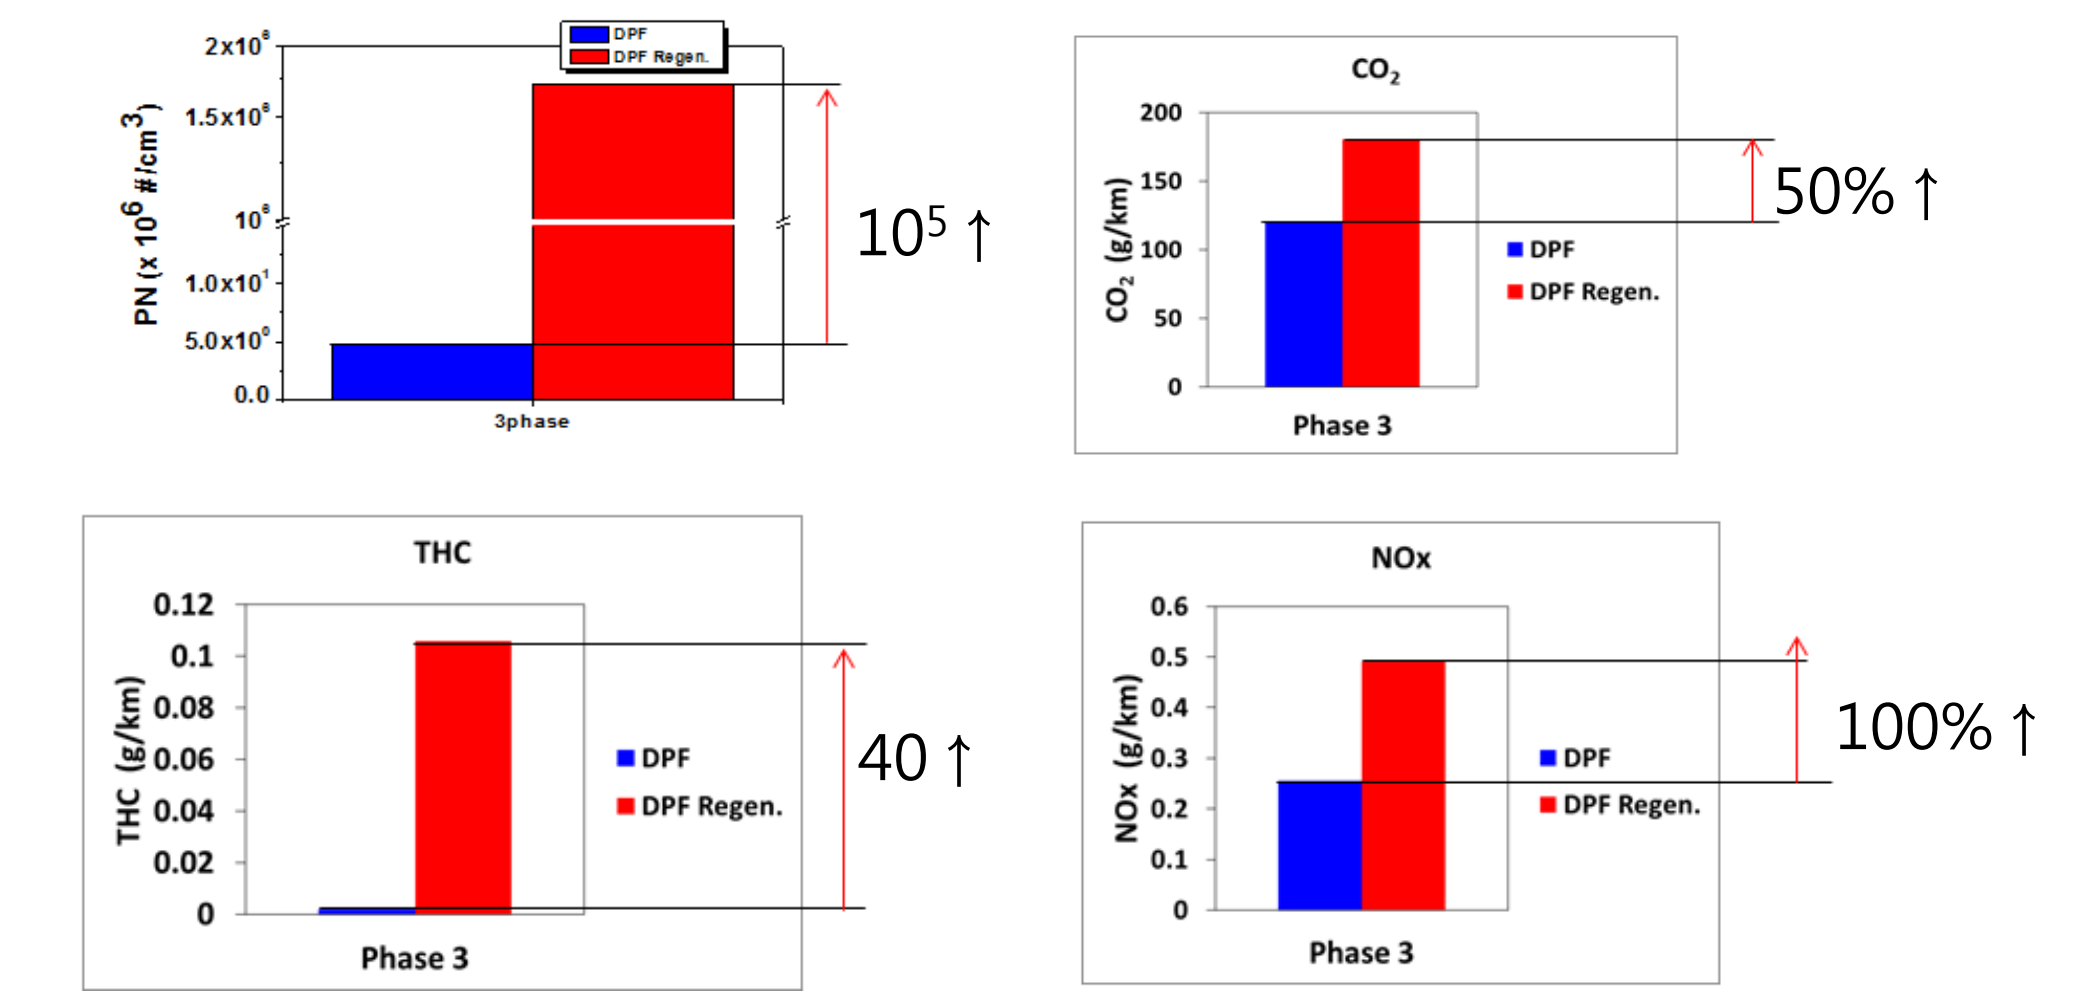 DPF
DPF Regen.
2x10⁶
1.5x10⁶
10⁶
1.0x10¹
5.0x10⁰
0.0
PN (x 10⁶ #/cm³)
3phase
10⁵ ↑
CO₂
200
150
100
50
0
CO₂ (g/km)
DPF
DPF Regen.
Phase 3
50% ↑
THC
0.12
0.1
0.08
0.06
0.04
0.02
0
THC (g/km)
DPF
DPF Regen.
Phase 3
40 ↑
NOx
0.6
0.5
0.4
0.3
0.2
0.1
0
NOx (g/km)
DPF
DPF Regen.
Phase 3
100% ↑